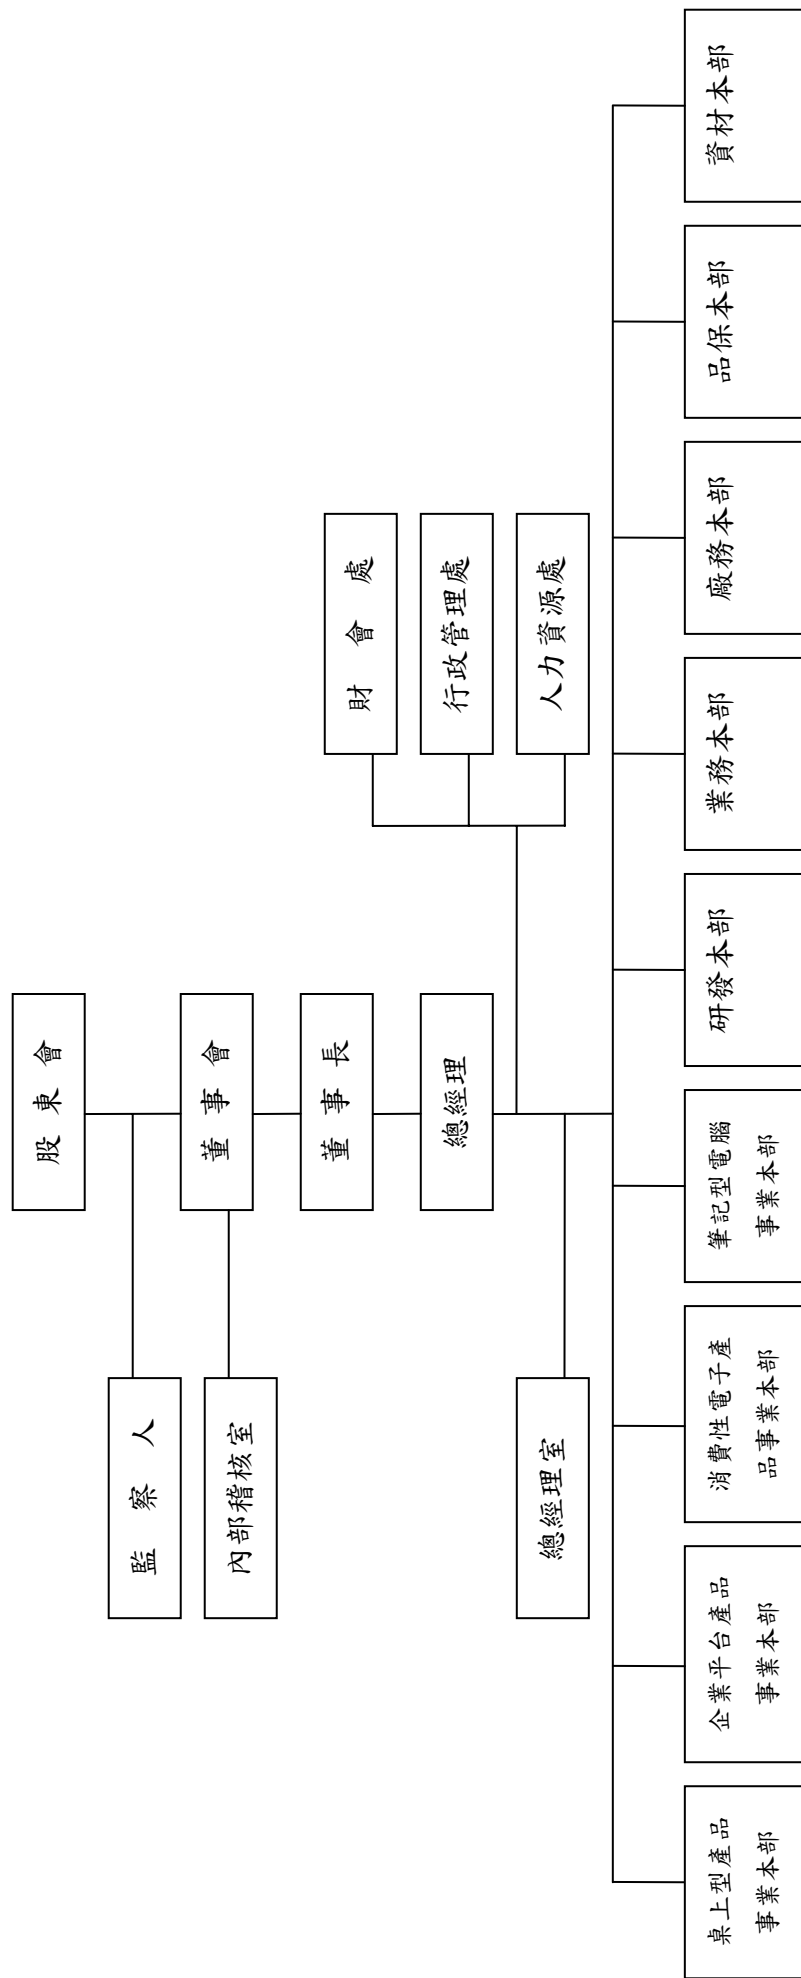 股東會
監察人
董事會
內部稽核室
董事長
總經理
財會處
行政管理處
人力資源處
總經理室
桌上型產品
事業本部
企業平台產品
事業本部
消費性電子產
品事業本部
筆記型電腦
事業本部
研發本部
業務本部
廠務本部
品保本部
資材本部